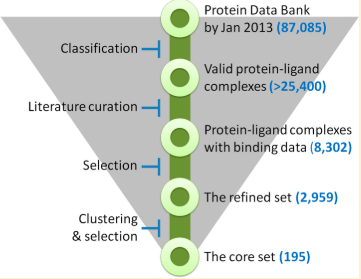 Protein Data Bank
by Jan 2013 (87,085)
Classification
Valid protein-ligand
complexes (>25,400)
Literature curation
Protein-ligand complexes
with binding data (8,302)
Selection
The refined set (2,959)
Clustering
& selection
The core set (195)